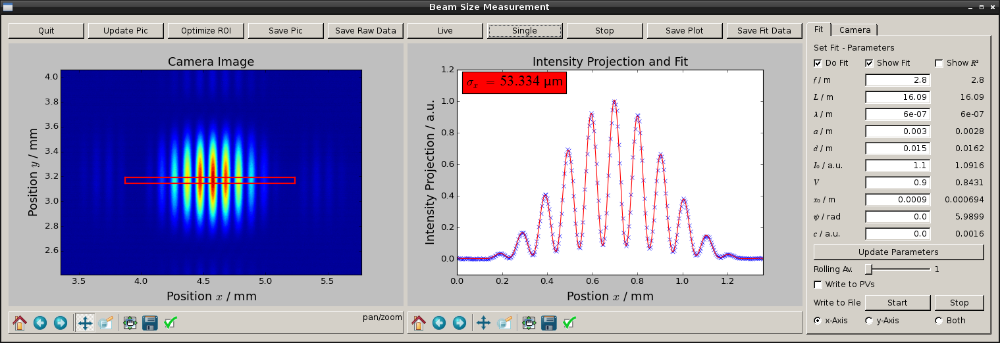 Beam Size Measurement
Quit Update Pic Optimize ROI Save Pic Save Raw Data Live Single Stop Save Plot Save Fit Data
Fit Camera
Camera Image
Position y / mm
4.0
3.8
3.6
3.4
3.2
3.0
2.8
2.6
3.5 4.0 4.5 5.0 5.5
Position x / mm
pan/zoom
Intensity Projection and Fit
σx = 53.334 µm
Intensity Projection / a.u.
1.2
1.0
0.8
0.6
0.4
0.2
0.0
0.0 0.2 0.4 0.6 0.8 1.0 1.2
Postion x / mm
Set Fit - Parameters
Do Fit Show Fit Show R²
f / m 2.8 2.8
L / m 16.09 16.09
λ / m 6e-07 6e-07
a / m 0.003 0.0028
d / m 0.015 0.0162
I₀ / a.u. 1.1 1.0916
V 0.9 0.8431
x₀ / m 0.0009 0.000694
ψ / rad 0.0 5.9899
c / a.u. 0.0 0.0016
Update Parameters
Rolling Av. 1
Write to PVs
Write to File Start Stop
x-Axis y-Axis Both